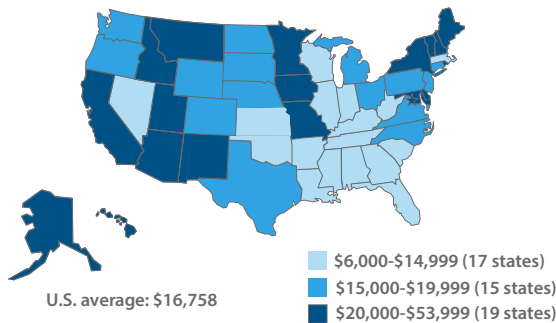 $6,000-$14,999 (17 states)
$15,000-$19,999 (15 states)
U.S. average: $16,758
$20,000-$53,999 (19 states)